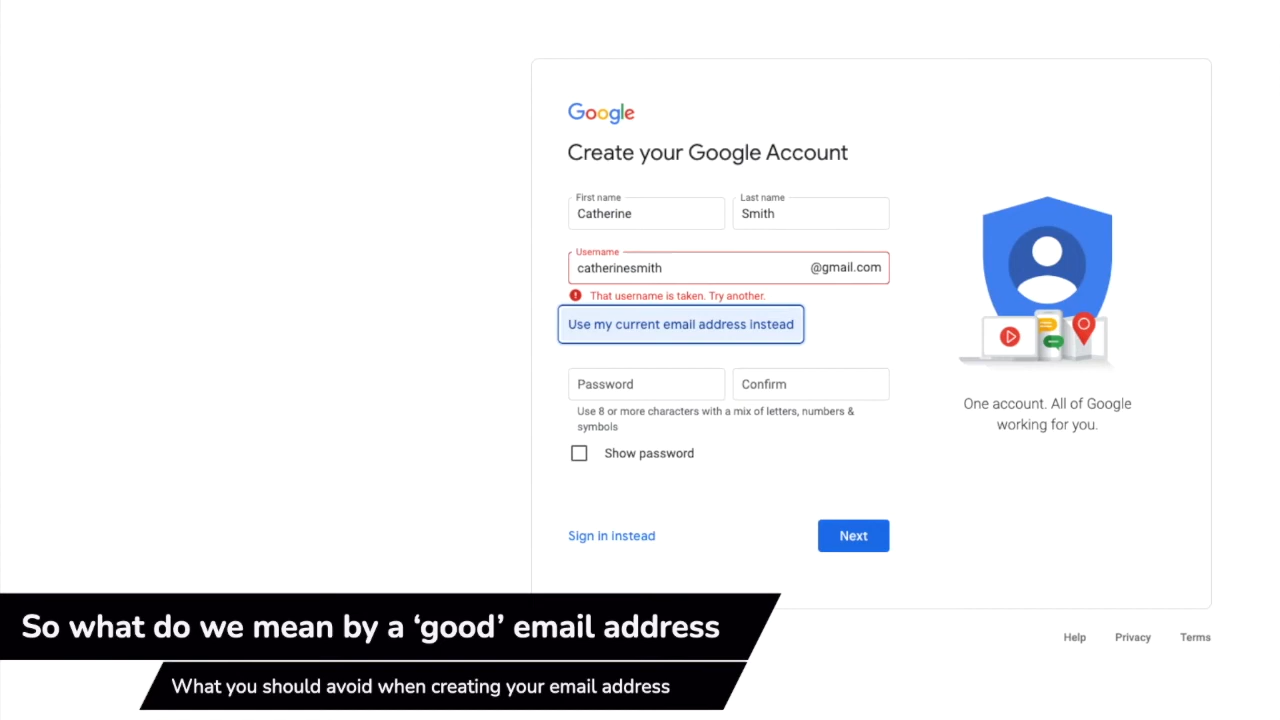 Google
Create your Google Account
First name
Catherine
Last name
Smith
Username
catherinesmith
@gmail.com
That username is taken. Try another.
Use my current email address instead
Password
Confirm
Use 8 or more characters with a mix of letters, numbers &
symbols
Show password
One account. All of Google
working for you.
Sign in instead
Next
So what do we mean by a ‘good’ email address
What you should avoid when creating your email address
Help
Privacy
Terms